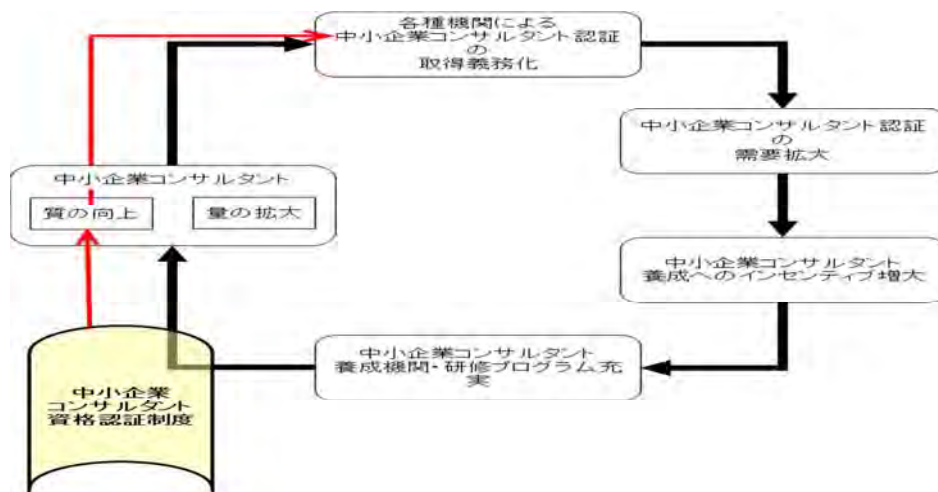 各種機関による
中小企業コンサルタント認証
の
取得義務化
中小企業コンサルタント認証
の
需要拡大
中小企業コンサルタント
質の向上
量の拡大
中小企業コンサルタント
養成へのインセンティブ増大
中小企業コンサルタント
養成機関・研修プログラム充
実
中小企業
コンサルタント
資格認証制度